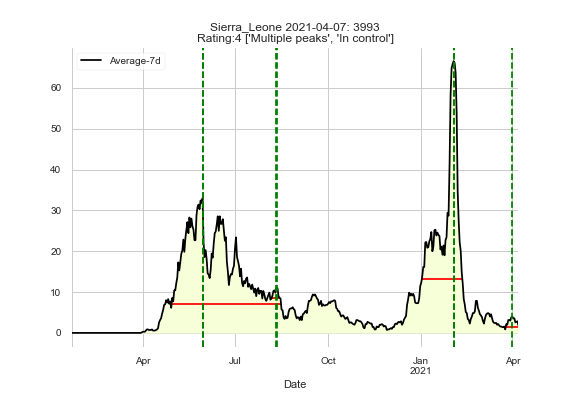 Sierra_Leone 2021-04-07: 3993
Rating:4 ['Multiple peaks', 'In control']
Average-7d
60
50
40
30
20
10
0
Apr
Jul
Oct
Jan
2021
Apr
Date